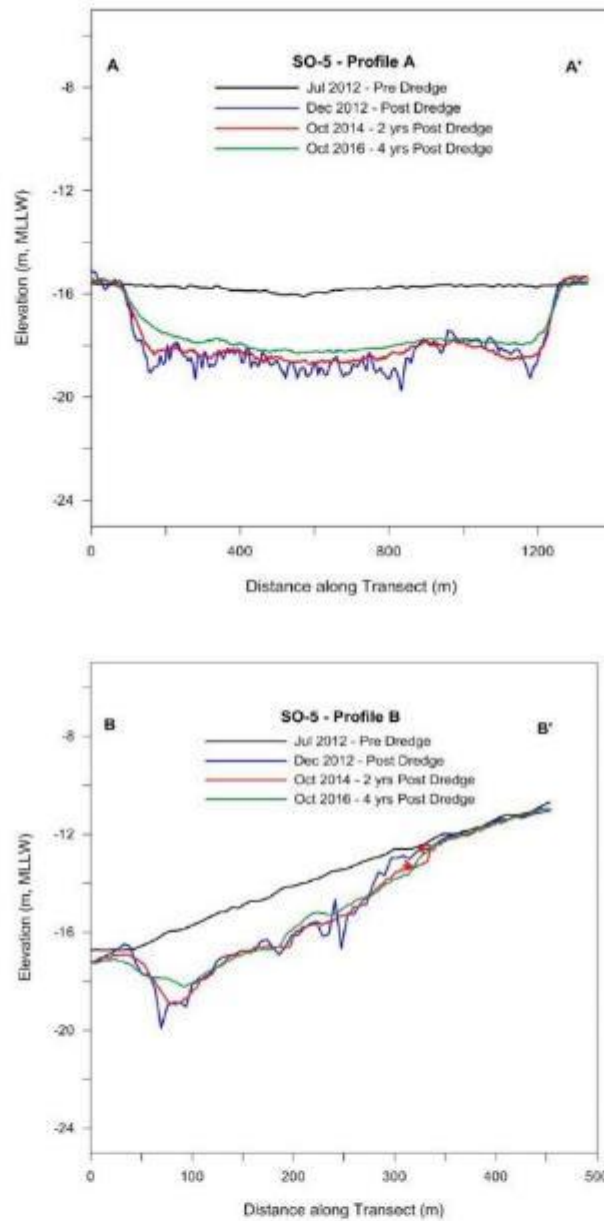 A
SO-5 - Profile A
A'
Jul 2012 - Pre Dredge
Dec 2012 - Post Dredge
Oct 2014 - 2 yrs Post Dredge
Oct 2016 - 4 yrs Post Dredge
Elevation (m, MLLW)
-8
-12
-16
-20
-24
0
400
800
1200
Distance along Transect (m)
B
SO-5 - Profile B
B'
Jul 2012 - Pre Dredge
Dec 2012 - Post Dredge
Oct 2014 - 2 yrs Post Dredge
Oct 2016 - 4 yrs Post Dredge
Elevation (m, MLLW)
-8
-12
-16
-20
-24
0
100
200
300
400
500
Distance along Transect (m)